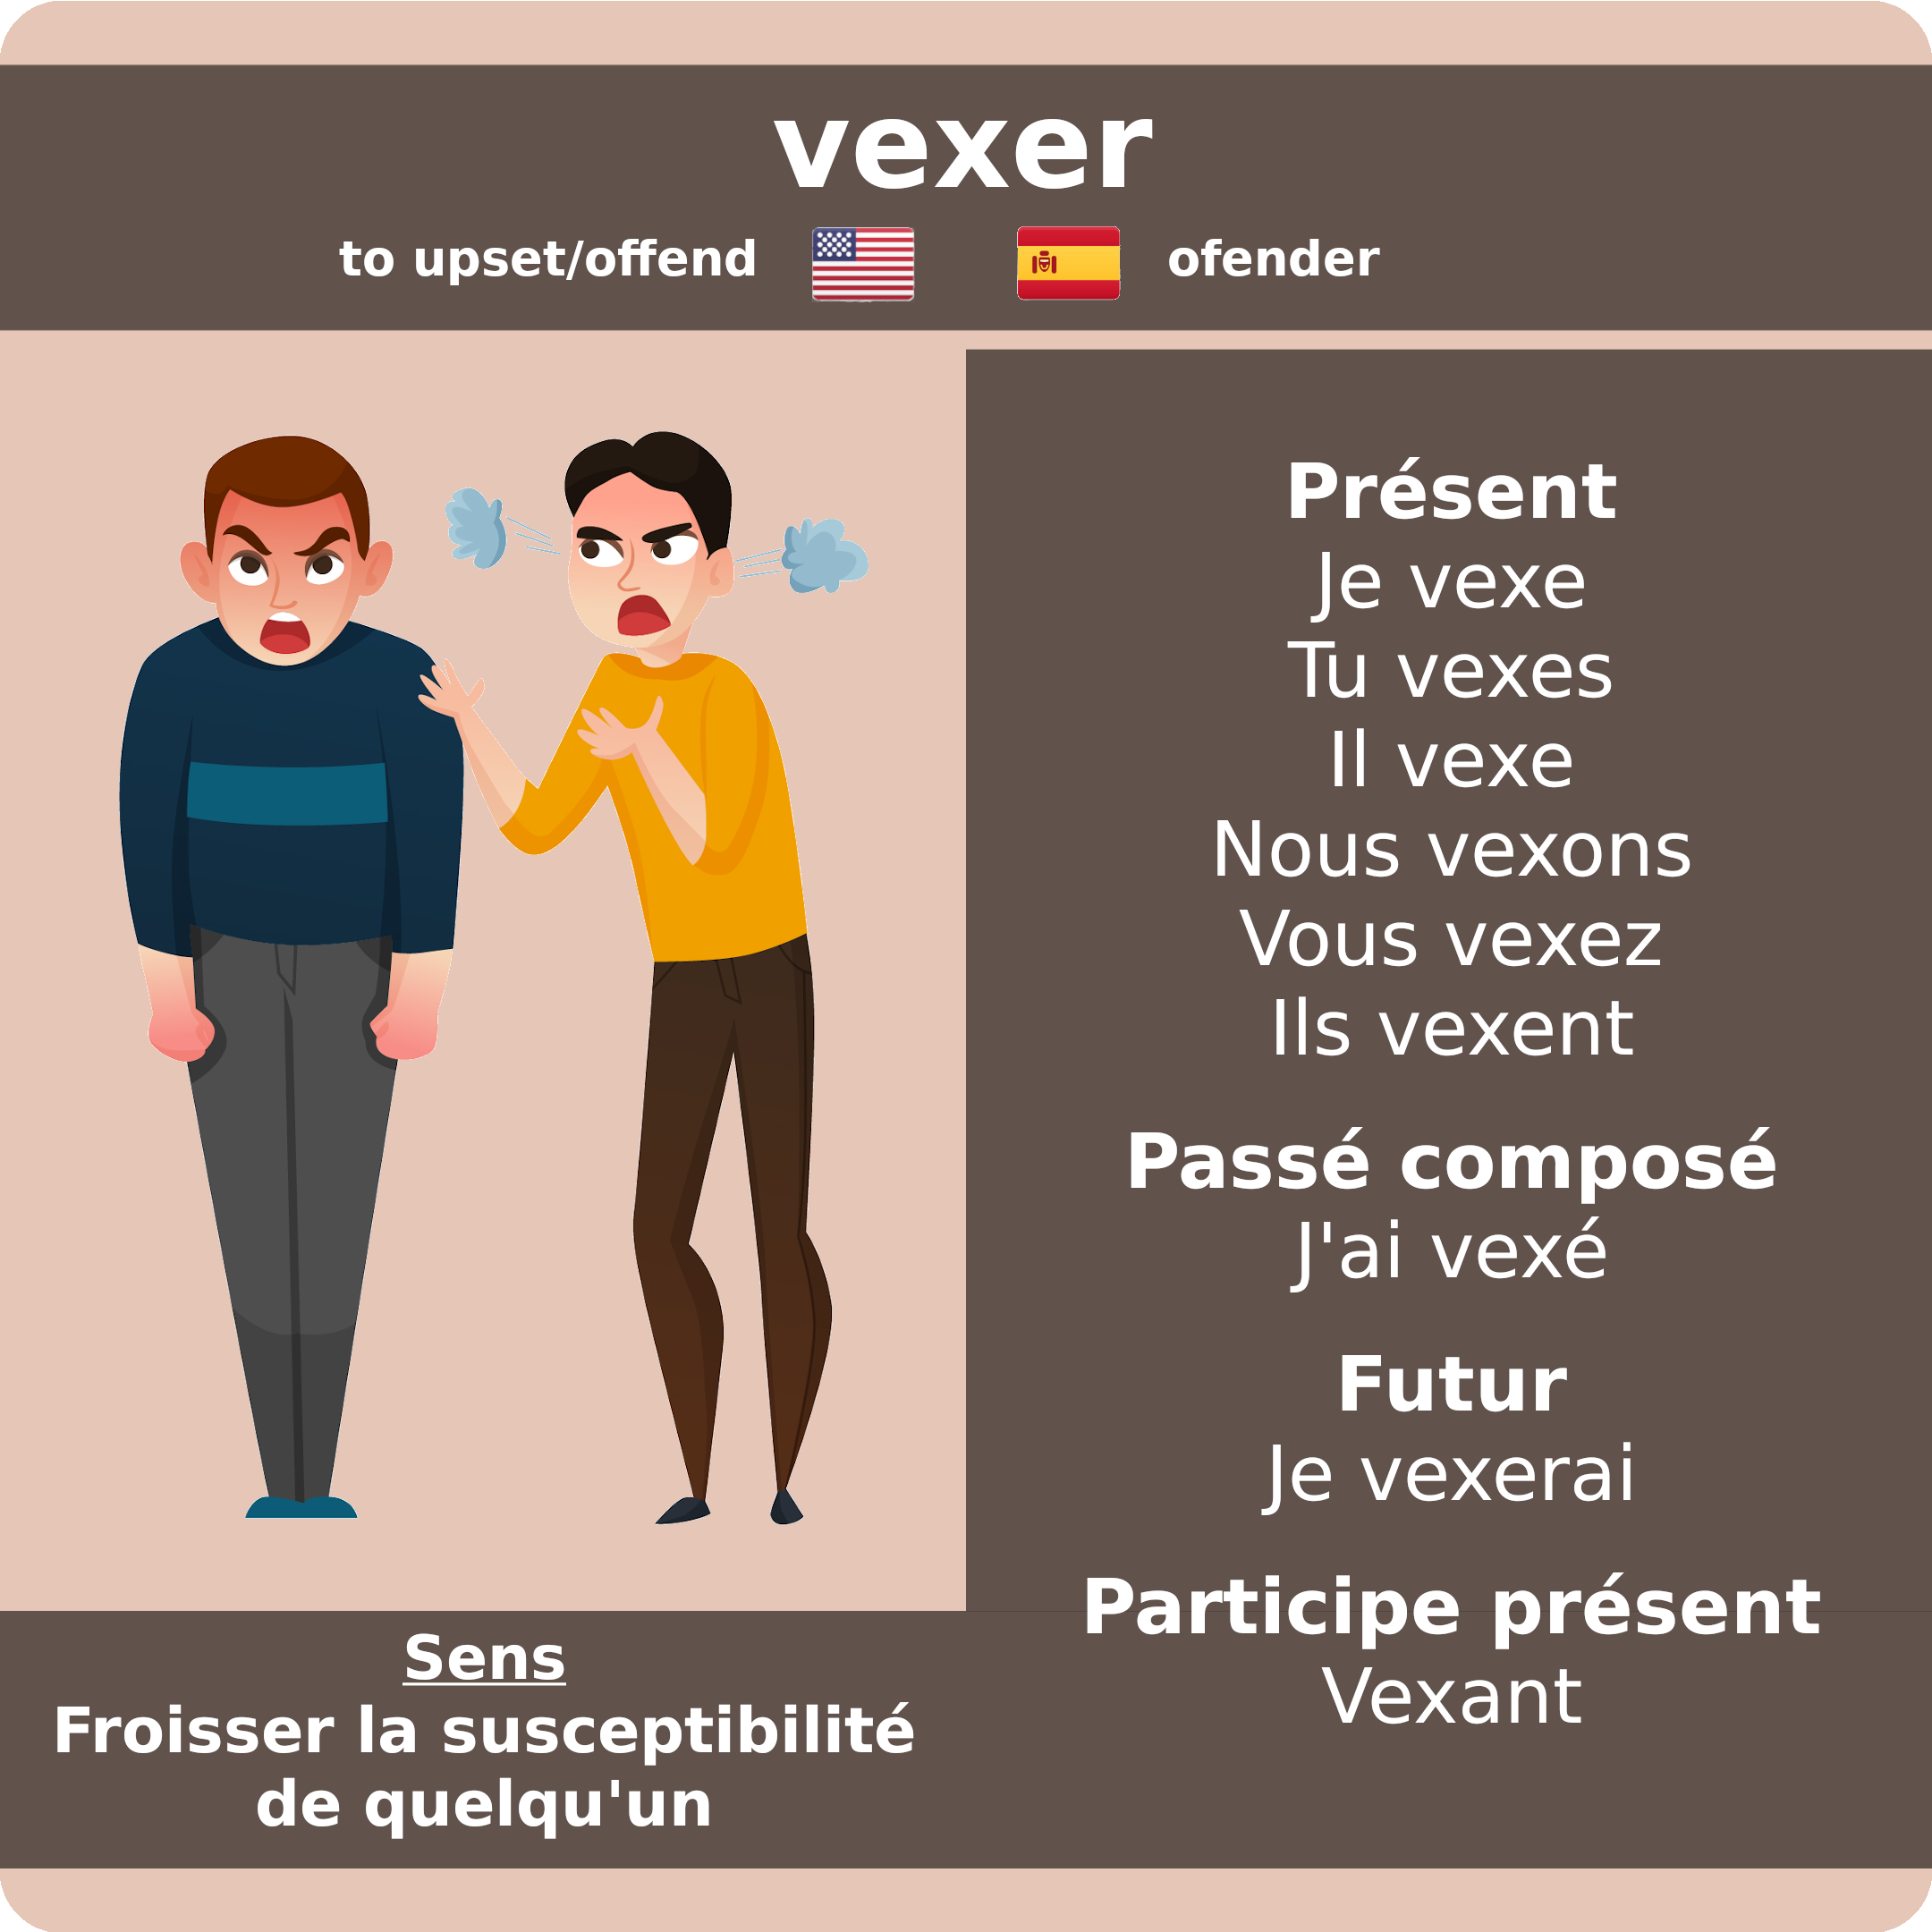 vexer
to upset/offend
ofender
Présent
Je vexe
Tu vexes
Il vexe
Nous vexons
Vous vexez
Ils vexent
Passé composé
J'ai vexé
Futur
Je vexerai
Participe présent
Vexant
Sens
Froisser la susceptibilité
de quelqu'un